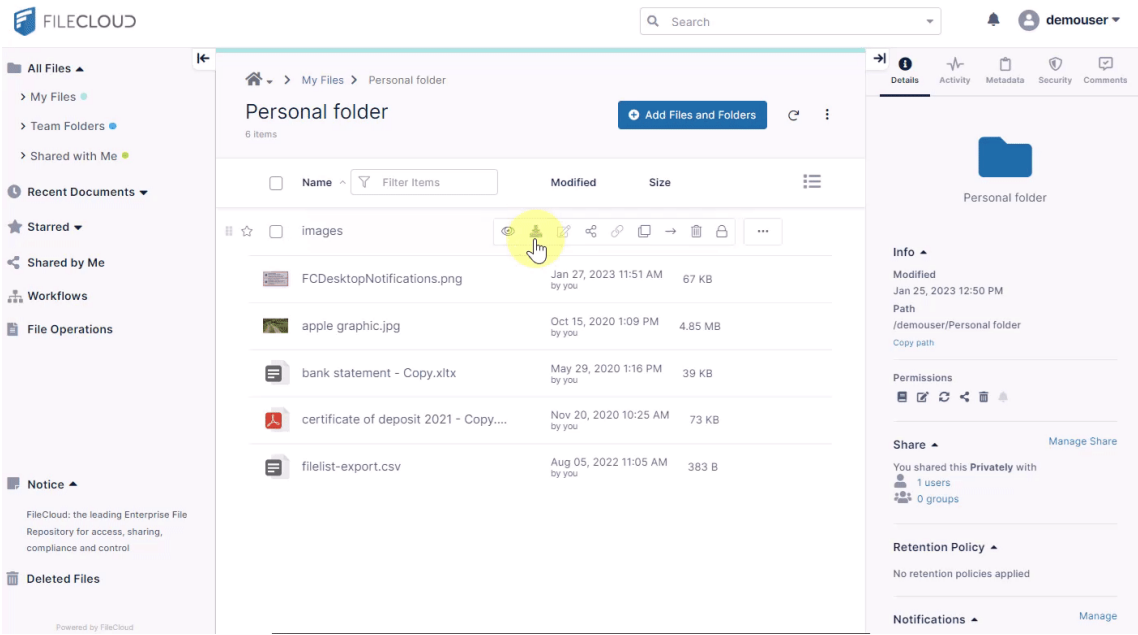 FILECLOUD
Search
demouser
All Files
My Files
Team Folders
Shared with Me
Recent Documents
Starred
Shared by Me
Workflows
File Operations
Notice
FileCloud: the leading Enterprise File
Repository for access, sharing,
compliance and control
Deleted Files
Powered by FileCloud
My Files > Personal folder
Personal folder
6 items
Add Files and Folders
Name Filter Items Modified Size
images
FCDesktopNotifications.png Jan 27, 2023 11:51 AM 67 KB
by you
apple graphic.jpg Oct 15, 2020 1:09 PM 4.85 MB
by you
bank statement - Copy.xltx May 29, 2020 1:16 PM 39 KB
by you
certificate of deposit 2021 - Copy.... Nov 20, 2020 10:25 AM 73 KB
by you
filelist-export.csv Aug 05, 2022 11:05 AM 383 B
by you
Details Activity Metadata Security Comments
Personal folder
Info
Modified
Jan 25, 2023 12:50 PM
Path
/demouser/Personal folder
Copy path
Permissions
Share Manage Share
You shared this Privately with
1 users
0 groups
Retention Policy
No retention policies applied
Notifications Manage